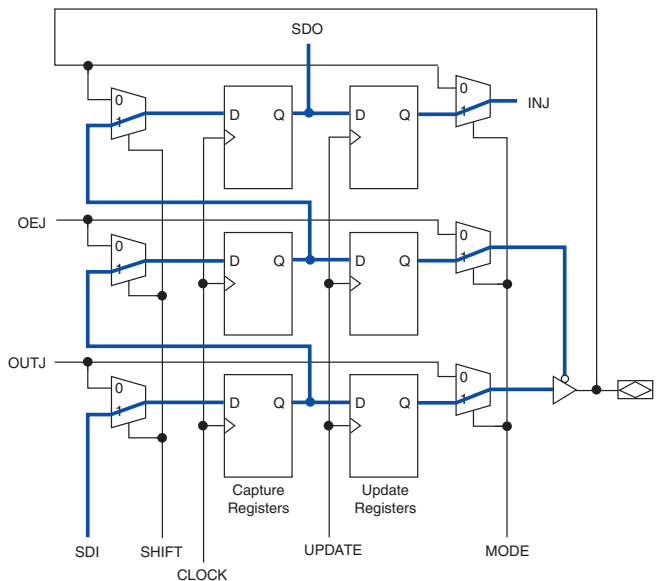 SDO
0
1
D Q
D Q
0
1
INJ
OEJ
0
1
D Q
D Q
0
1
OUTJ
0
1
D Q
D Q
0
1
Capture
Registers
Update
Registers
SDI
SHIFT
CLOCK
UPDATE
MODE